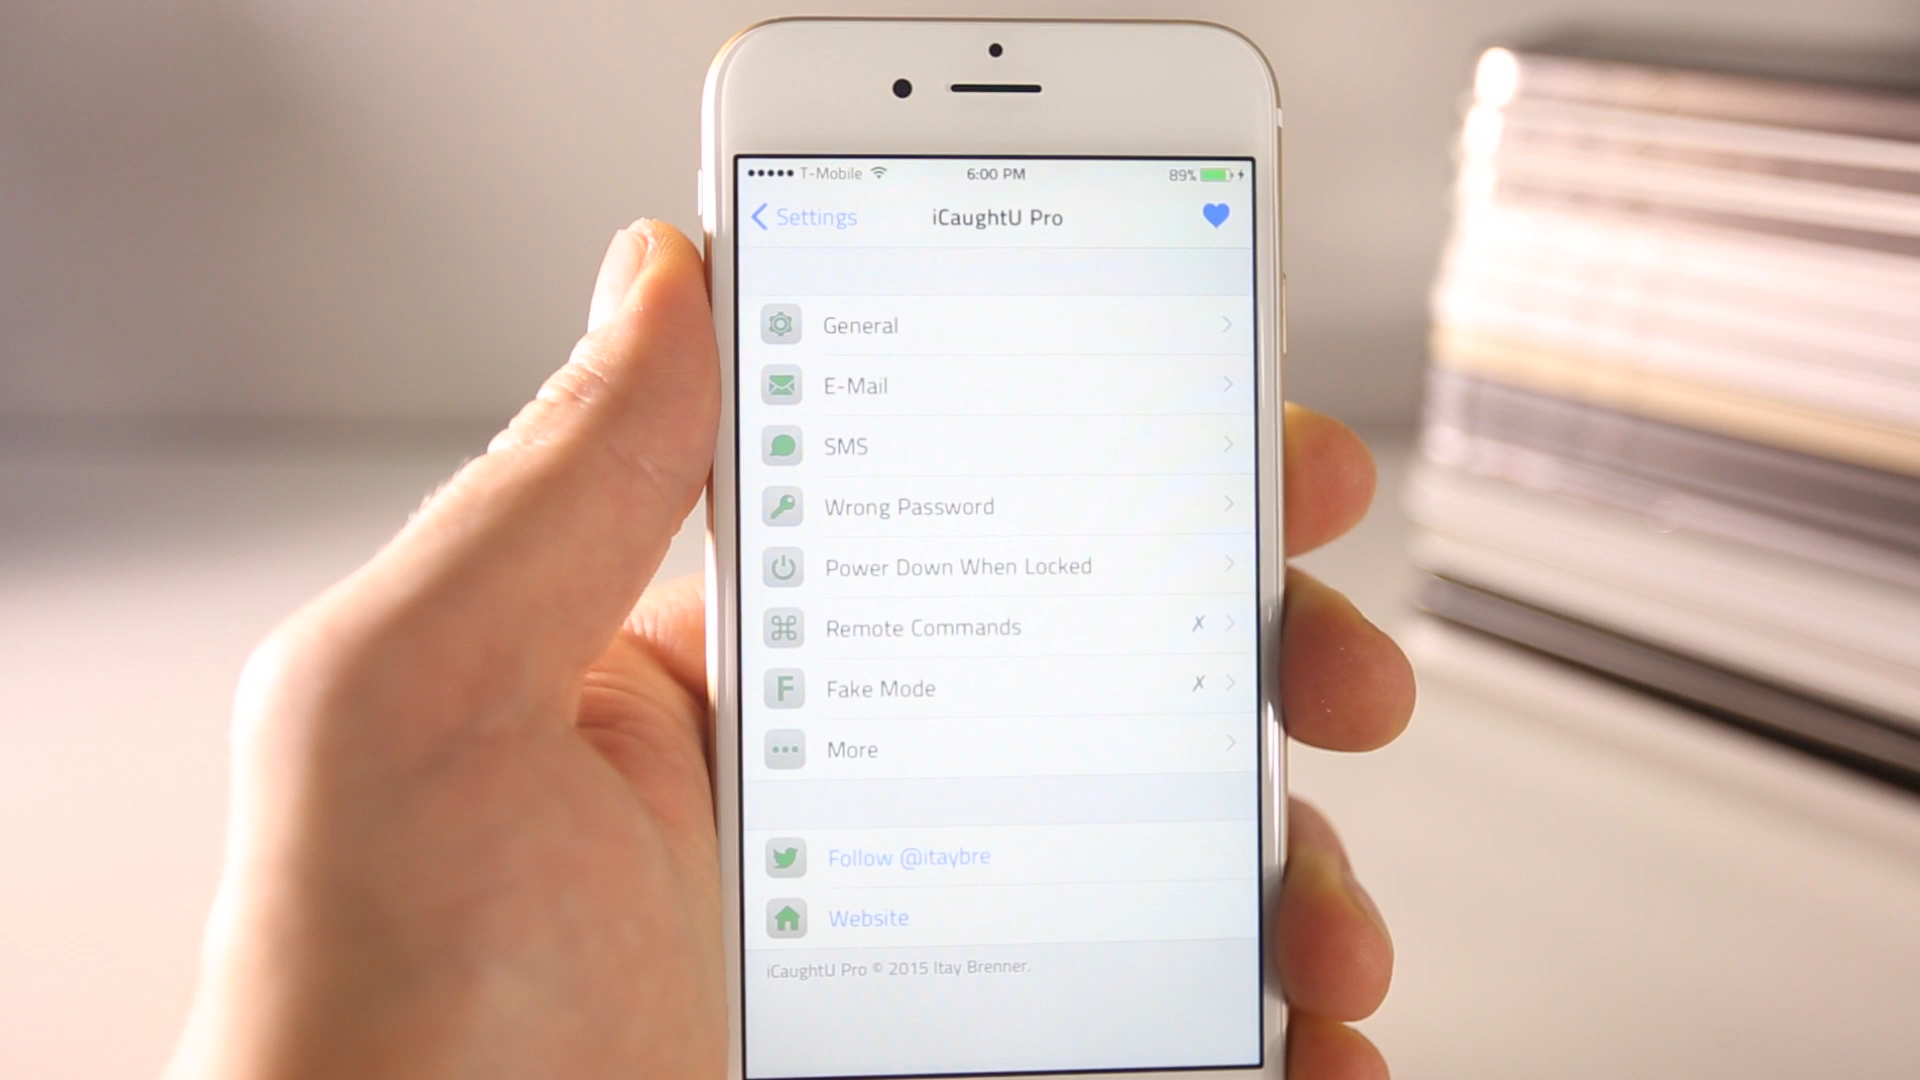 T-Mobile 6:00 PM 89%
Settings iCaughtU Pro
General
E-Mail
SMS
Wrong Password
Power Down When Locked
Remote Commands ✗
F Fake Mode ✗
More
Follow @itaybre
Website
iCaughtU Pro © 2015 Itay Brenner.